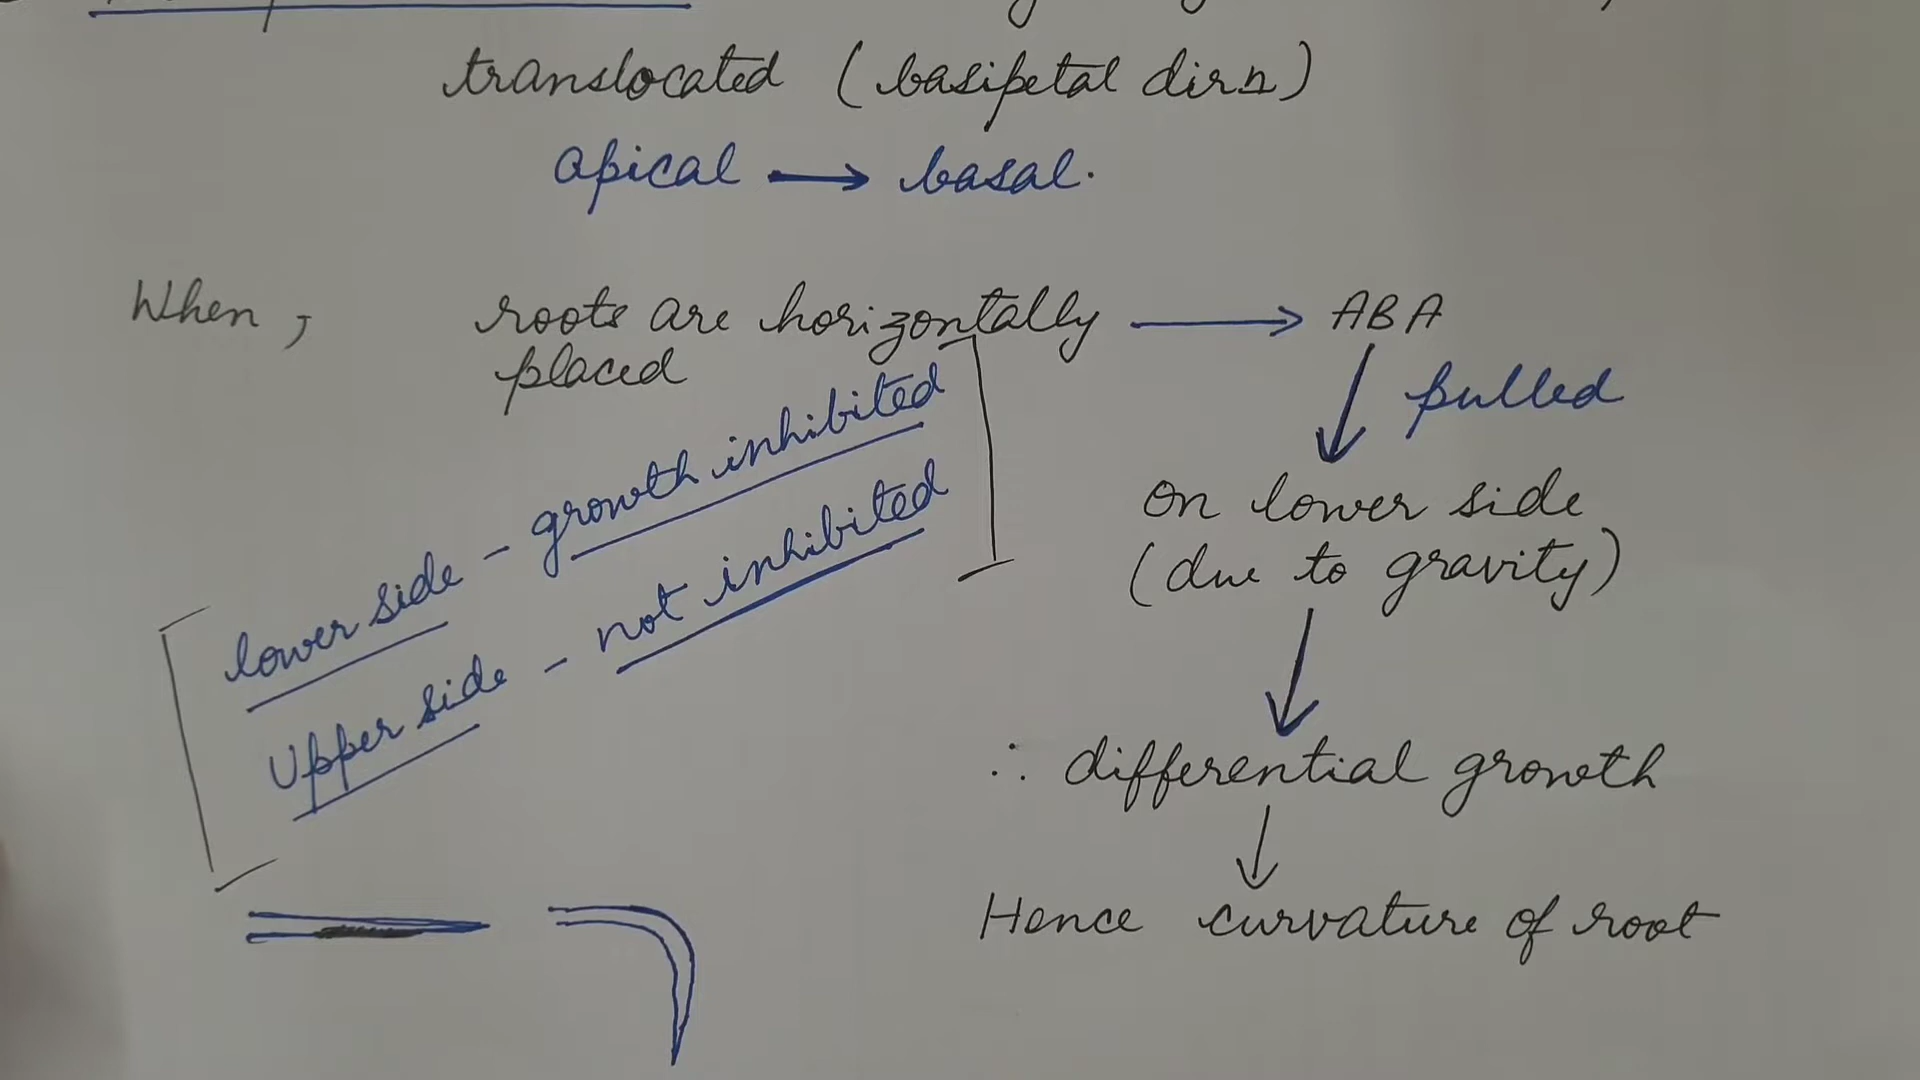 translocated (basipetal dirn)
apical → basal.
When, roots are horizontally → ABA
placed
pulled
lower side - growth inhibited
Upper side - not inhibited
on lower side
(due to gravity)
∴ differential growth
Hence curvature of root